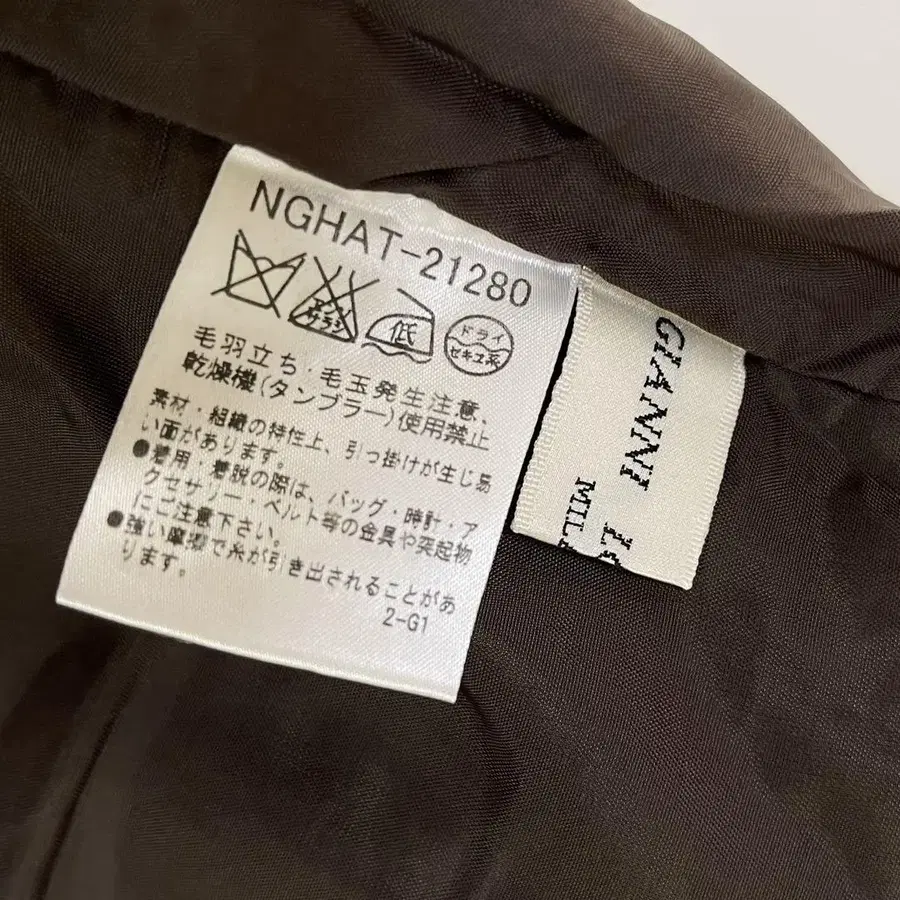 NGHAT-21280
エンソ
サラシ
低
ドライ
セキユ系
毛羽立ち・毛玉発生注意、
乾燥機(タンブラー)使用禁止
素材・組織の特性上、引っ掛けが生じ易
い面があります。
●着用・着脱の際は、バッグ・時計・ア
クセサリー・ベルト等の金具や突起物
にご注意下さい。
●強い摩擦で糸が引き出されることがあ
ります。
2-G1
GIANNI